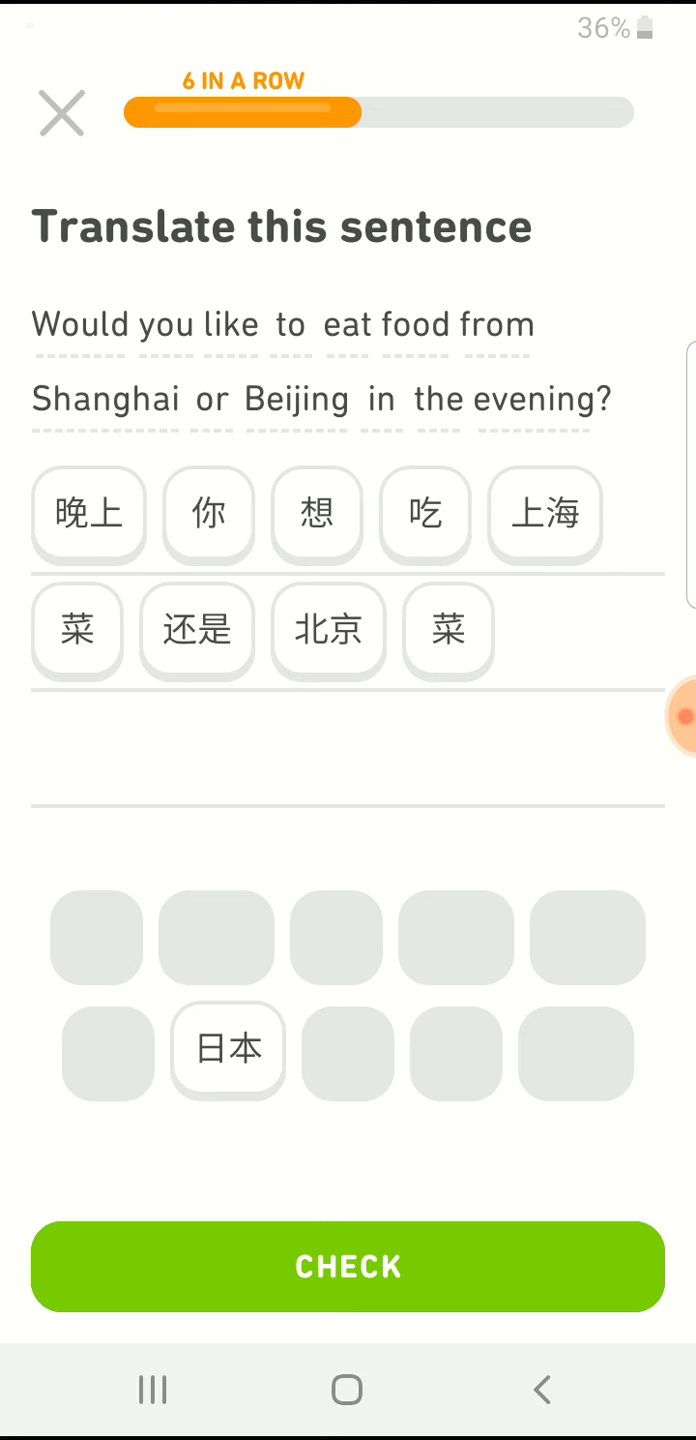 36%
6 IN A ROW
Translate this sentence
Would you like to eat food from
Shanghai or Beijing in the evening?
晚上 你 想 吃 上海
菜 还是 北京 菜
日本
CHECK